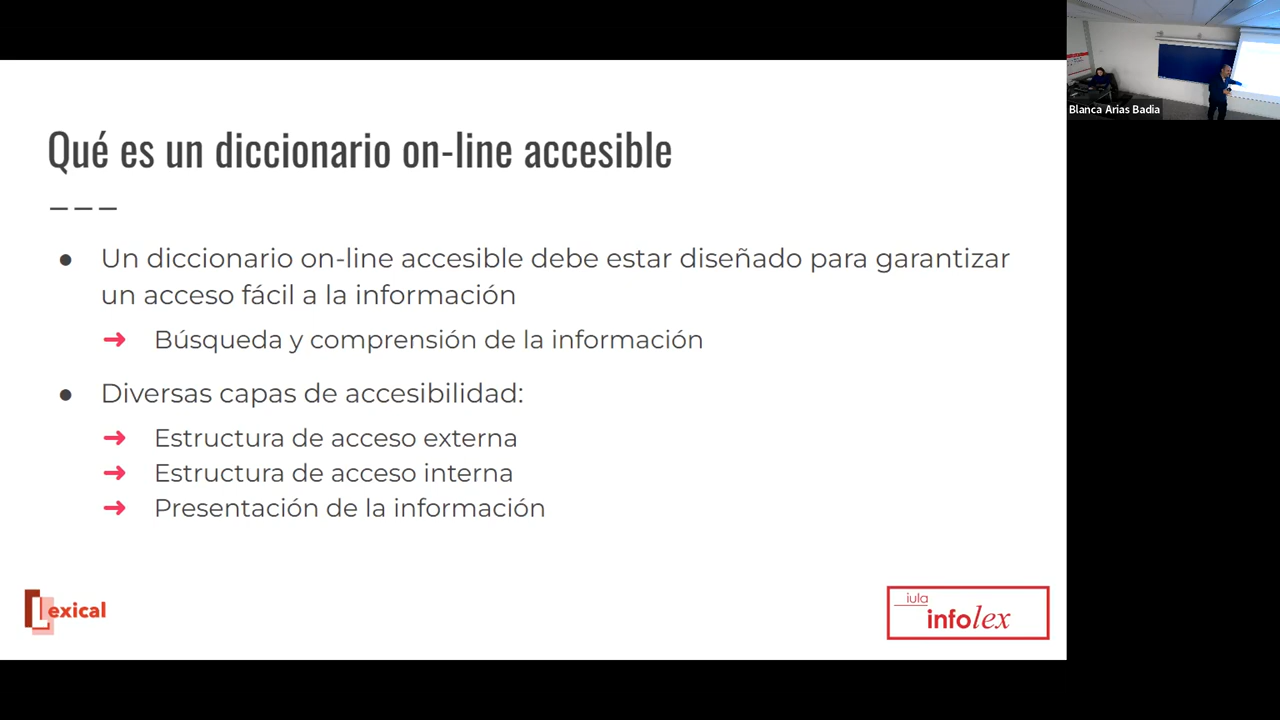 Qué es un diccionario on-line accesible
● Un diccionario on-line accesible debe estar diseñado para garantizar
un acceso fácil a la información
➜ Búsqueda y comprensión de la información
● Diversas capas de accesibilidad:
➜ Estructura de acceso externa
➜ Estructura de acceso interna
➜ Presentación de la información
Lexical
iula
infolex
Blanca Arias Badia